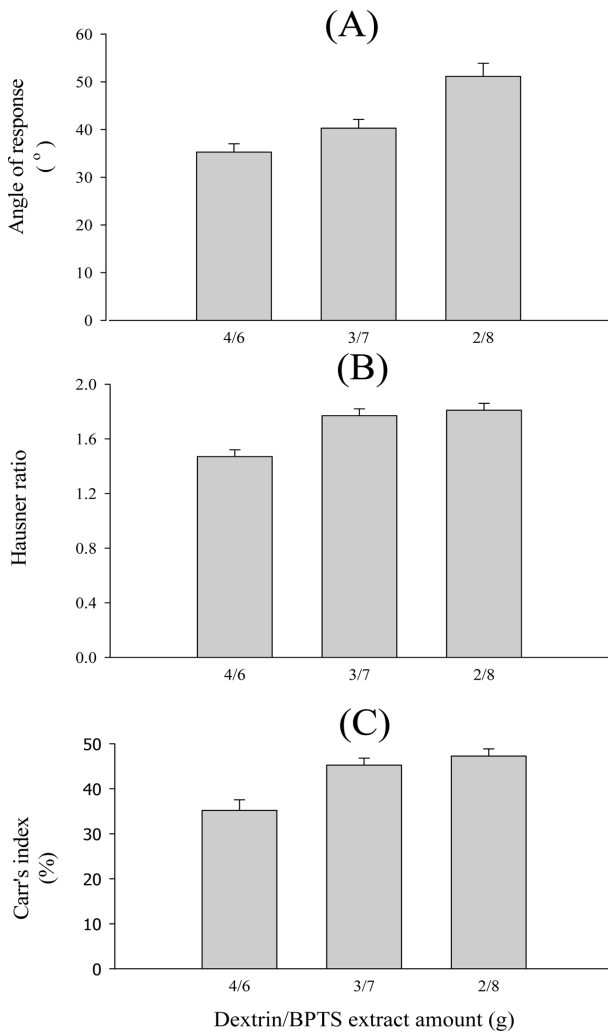 (A)
Angle of response
( o )
60
50
40
30
20
10
0
4/6 3/7 2/8
(B)
Hausner ratio
2.0
1.6
1.2
0.8
0.4
0.0
4/6 3/7 2/8
(C)
Carr's index
(%)
50
40
30
20
10
0
4/6 3/7 2/8
Dextrin/BPTS extract amount (g)